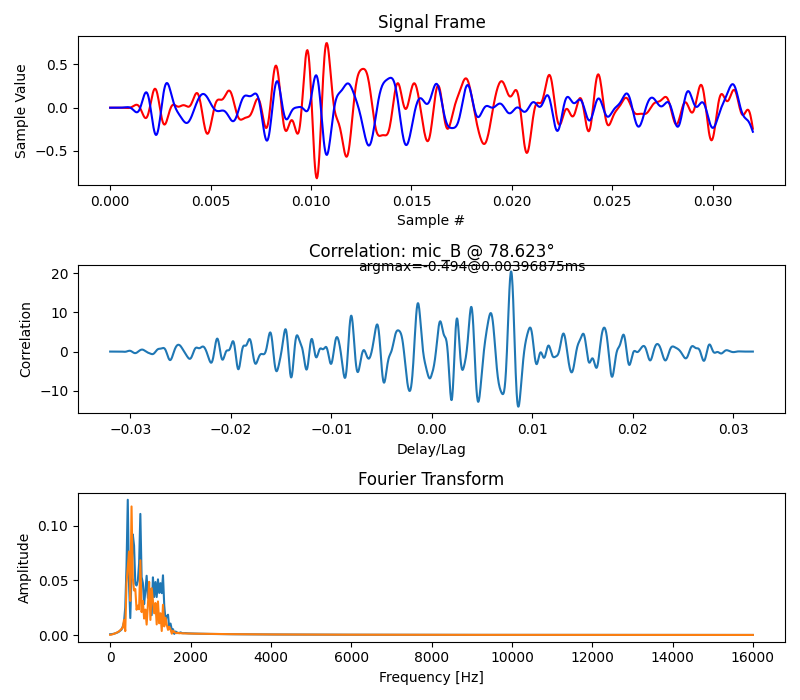 Signal Frame
Sample Value
0.5
0.0
−0.5
0.000 0.005 0.010 0.015 0.020 0.025 0.030
Sample #
Correlation: mic_B @ 78.623°
argmax=-0.494@0.00396875ms
Correlation
20
10
0
−10
−0.03 −0.02 −0.01 0.00 0.01 0.02 0.03
Delay/Lag
Fourier Transform
Amplitude
0.10
0.05
0.00
0 2000 4000 6000 8000 10000 12000 14000 16000
Frequency [Hz]